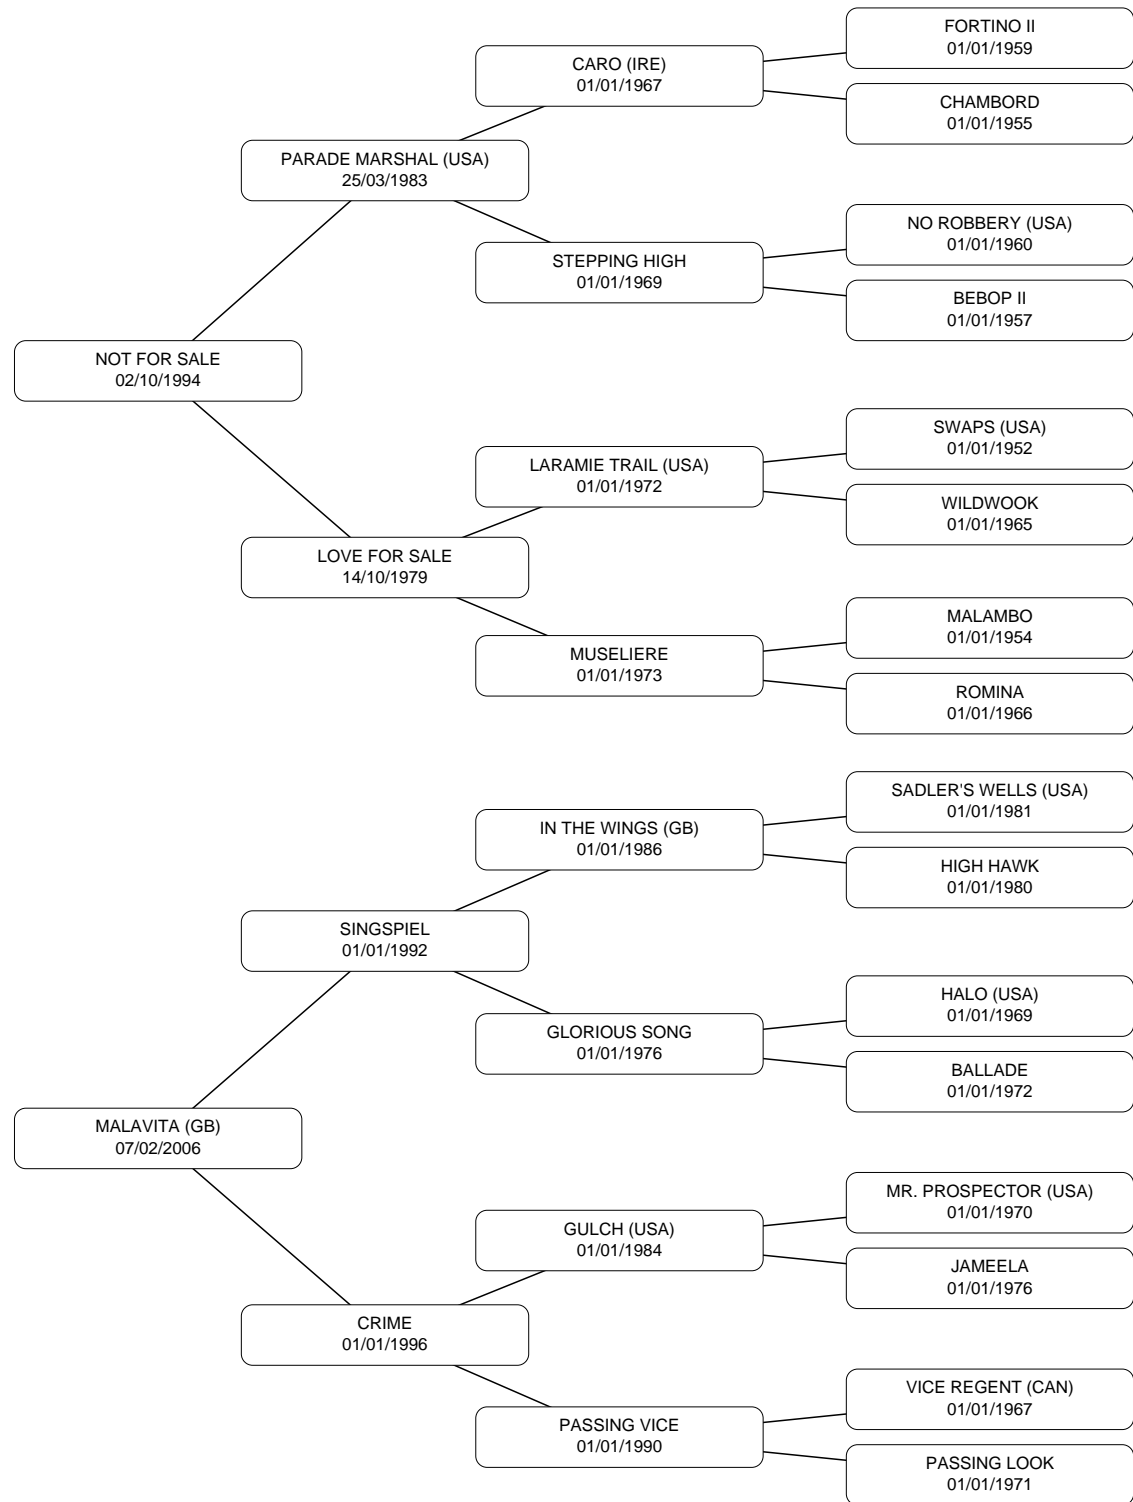 FORTINO II
01/01/1959
CARO (IRE)
01/01/1967
CHAMBORD
01/01/1955
PARADE MARSHAL (USA)
25/03/1983
NO ROBBERY (USA)
01/01/1960
STEPPING HIGH
01/01/1969
BEBOP II
01/01/1957
NOT FOR SALE
02/10/1994
SWAPS (USA)
01/01/1952
LARAMIE TRAIL (USA)
01/01/1972
WILDWOOK
01/01/1965
LOVE FOR SALE
14/10/1979
MALAMBO
01/01/1954
MUSELIERE
01/01/1973
ROMINA
01/01/1966
SADLER'S WELLS (USA)
01/01/1981
IN THE WINGS (GB)
01/01/1986
HIGH HAWK
01/01/1980
SINGSPIEL
01/01/1992
HALO (USA)
01/01/1969
GLORIOUS SONG
01/01/1976
BALLADE
01/01/1972
MALAVITA (GB)
07/02/2006
MR. PROSPECTOR (USA)
01/01/1970
GULCH (USA)
01/01/1984
JAMEELA
01/01/1976
CRIME
01/01/1996
VICE REGENT (CAN)
01/01/1967
PASSING VICE
01/01/1990
PASSING LOOK
01/01/1971